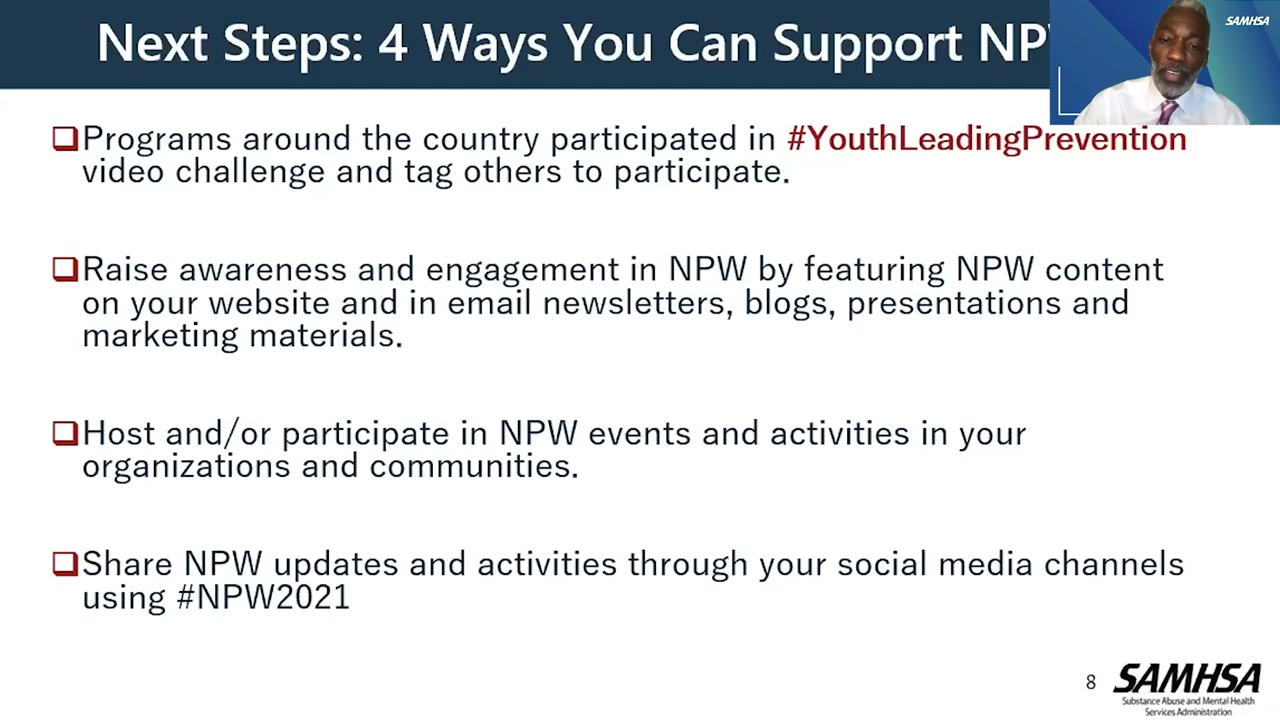 Next Steps: 4 Ways You Can Support
SAMHSA
Programs around the country participated in #YouthLeadingPrevention
video challenge and tag others to participate.
Raise awareness and engagement in NPW by featuring NPW content
on your website and in email newsletters, blogs, presentations and
marketing materials.
Host and/or participate in NPW events and activities in your
organizations and communities.
Share NPW updates and activities through your social media channels
using #NPW2021
8
SAMHSA
Substance Abuse and Mental Health
Services Administration